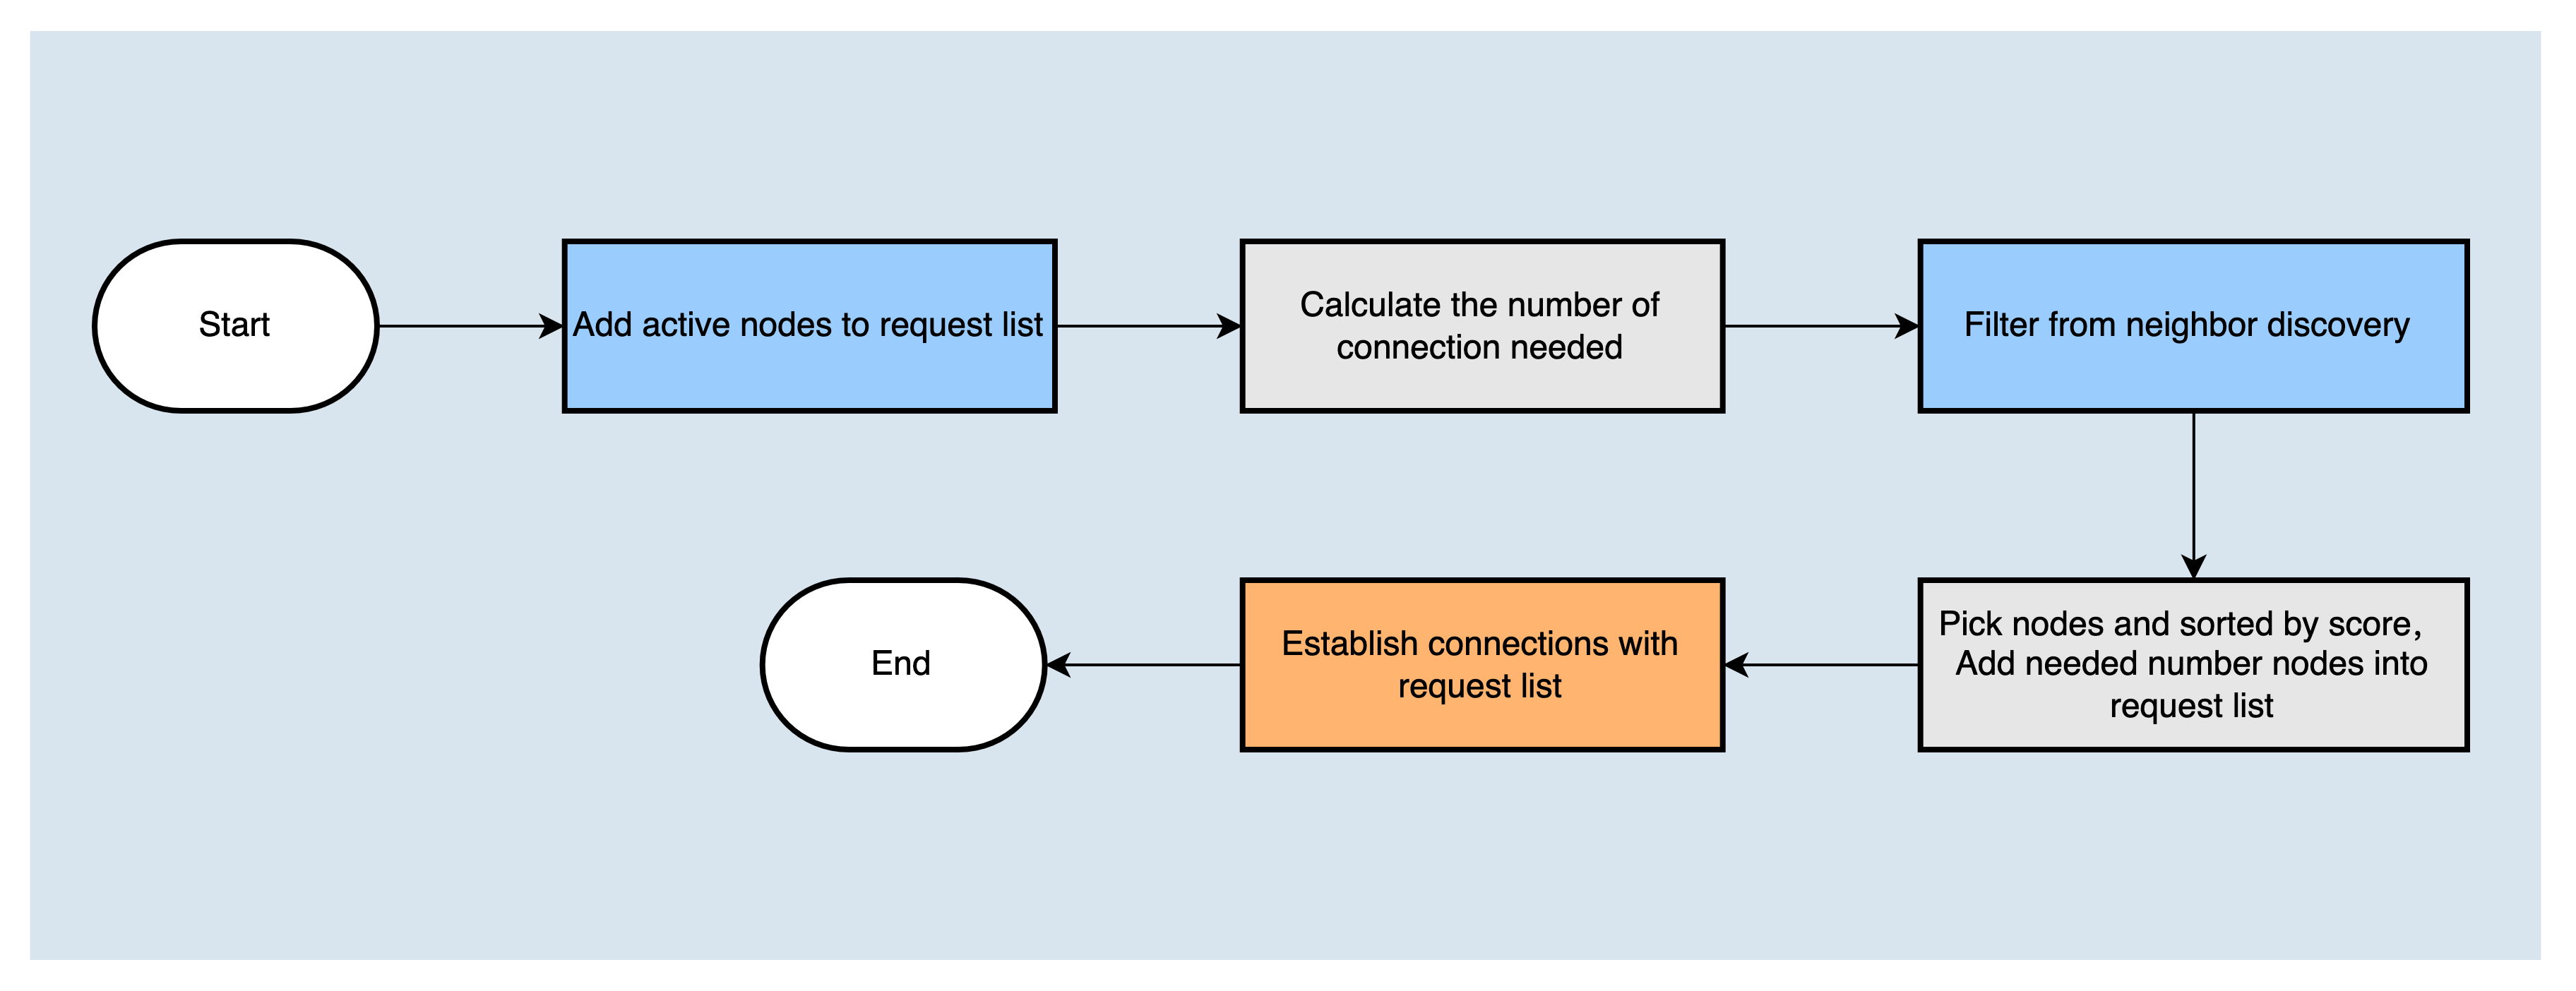 Start
Add active nodes to request list
Calculate the number of
connection needed
Filter from neighbor discovery
Pick nodes and sorted by score,
Add needed number nodes into
request list
Establish connections with
request list
End